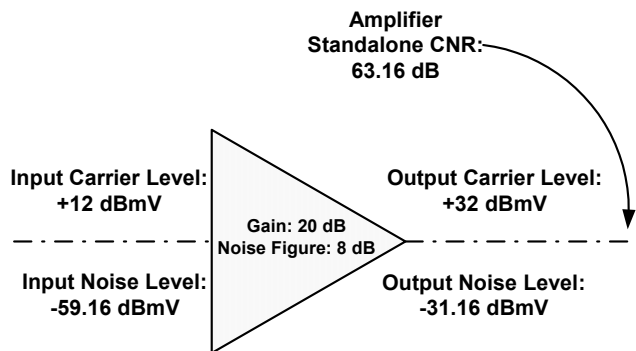 Amplifier
Standalone CNR:
63.16 dB
Input Carrier Level:
+12 dBmV
Output Carrier Level:
+32 dBmV
Gain: 20 dB
Noise Figure: 8 dB
Input Noise Level:
-59.16 dBmV
Output Noise Level:
-31.16 dBmV